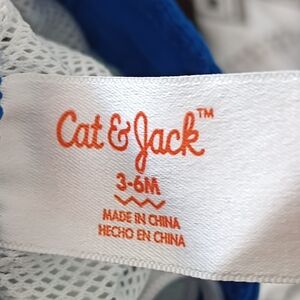 Cat & Jack™
3-6M
MADE IN CHINA
HECHO EN CHINA